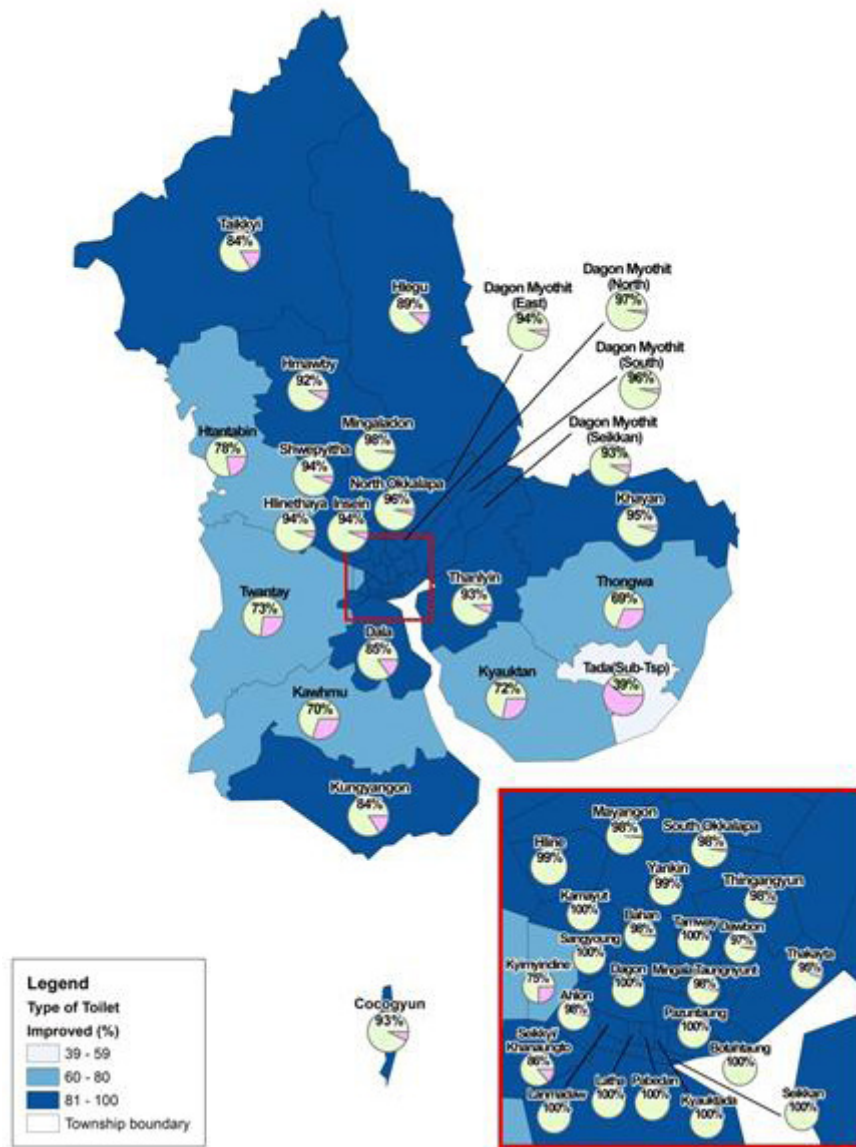 Taikkyi
84%
Hlegu
89%
Dagon Myothit
(East)
94%
Dagon Myothit
(North)
97%
Dagon Myothit
(South)
96%
Dagon Myothit
(Seikkan)
93%
Hmawby
92%
Mingaladon
98%
Htantabin
78%
Shwepyitha
94%
North Okkalapa
96%
Hlinethaya
94%
Insein
94%
Khayan
95%
Twantay
73%
Thanlyin
93%
Thongwa
69%
Dala
85%
Kyauktan
72%
Tada(Sub-Tsp)
39%
Kawhmu
70%
Kungyangon
84%
Cocogyun
93%
Mayangon
98%
South Okkalapa
98%
Hline
99%
Yankin
99%
Thingangyun
98%
Kamayut
100%
Bahan
98%
Tamway
100%
Dawbon
97%
Sangyoung
100%
Thakayta
95%
Kyimyindine
75%
Dagon
100%
Mingala Taungnyunt
98%
Ahlon
98%
Pazuntaung
100%
Seikkyi/
Khanaungto
86%
Botahtaung
100%
Lanmadaw
100%
Latha
100%
Pabedan
100%
Kyauktada
100%
Seikkan
100%
Legend
Type of Toilet
Improved (%)
39 - 59
60 - 80
81 - 100
Township boundary